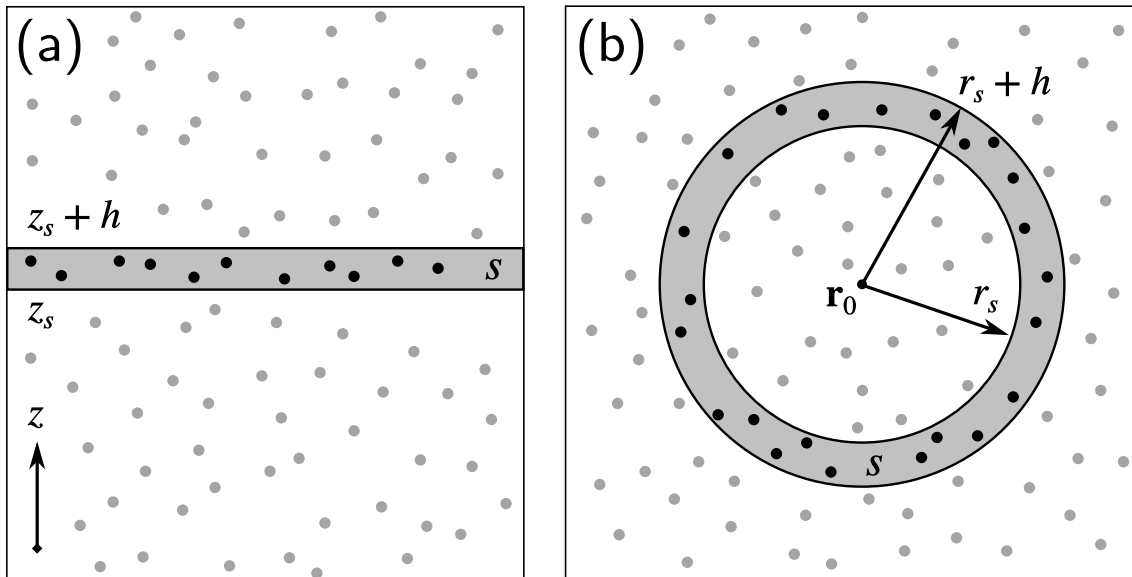 (a)
z_s + h
s
z_s
z
(b)
r_s + h
r_s
r_0
s